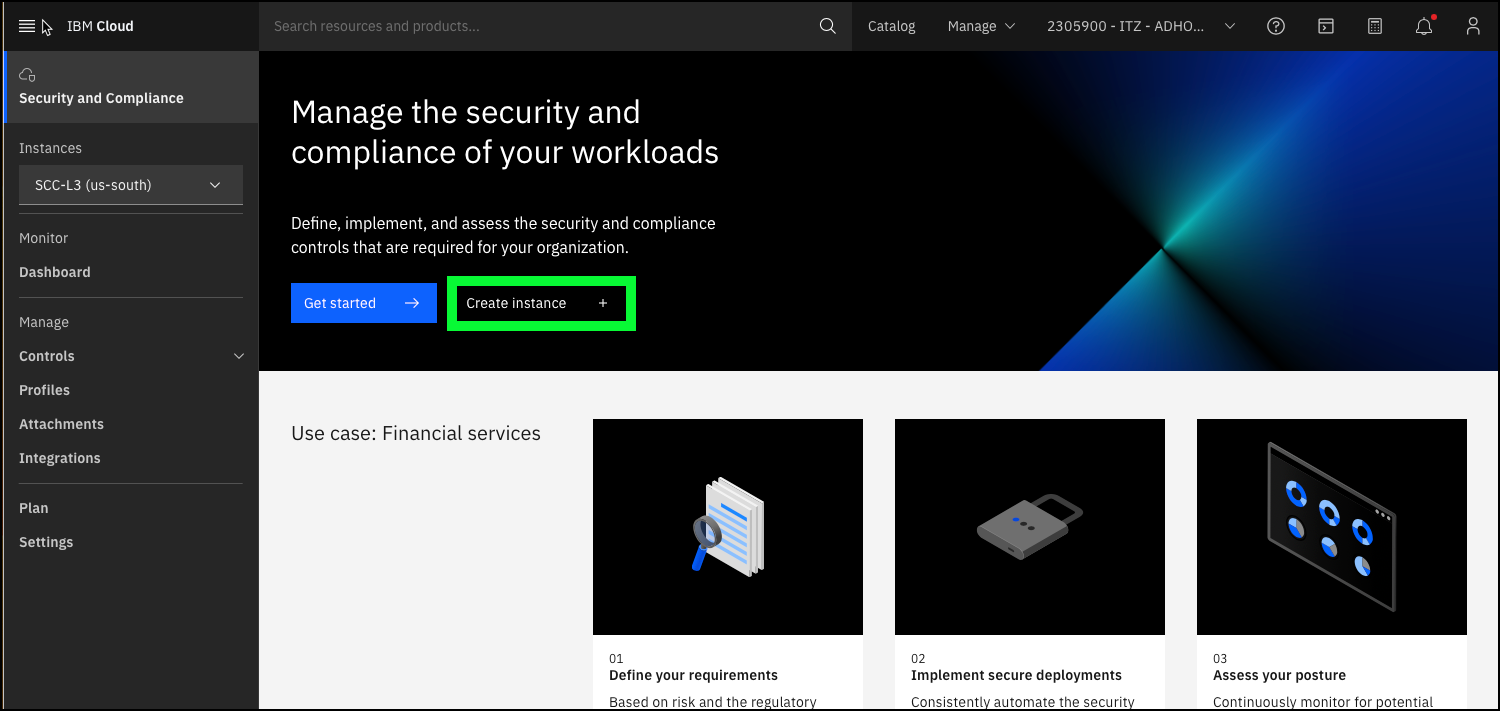 IBM Cloud
Search resources and products...
Catalog
Manage
2305900 - ITZ - ADHO...
Security and Compliance
Instances
SCC-L3 (us-south)
Monitor
Dashboard
Manage
Controls
Profiles
Attachments
Integrations
Plan
Settings
Manage the security and
compliance of your workloads
Define, implement, and assess the security and compliance
controls that are required for your organization.
Get started
Create instance +
Use case: Financial services
01
Define your requirements
Based on risk and the regulatory
02
Implement secure deployments
Consistently automate the security
03
Assess your posture
Continuously monitor for potential